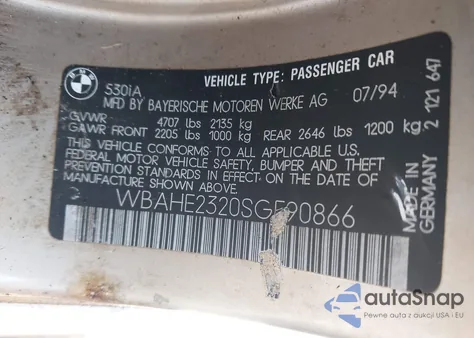 BMW
VEHICLE TYPE: PASSENGER CAR
530iA
MFD BY BAYERISCHE MOTOREN WERKE AG 07/94
GVWR 4707 lbs 2135 kg
GAWR FRONT 2205 lbs 1000 kg REAR 2646 lbs 1200 kg
THIS VEHICLE CONFORMS TO ALL APPLICABLE U.S.
FEDERAL MOTOR VEHICLE SAFETY, BUMPER AND THEFT
PREVENTION STANDARDS IN EFFECT ON THE DATE OF
MANUFACTURE SHOWN ABOVE.
WBAHE2320SGF90866
2 121 647
MADE IN
GERMANY
autoSnap
Pewne auta z aukcji USA i EU